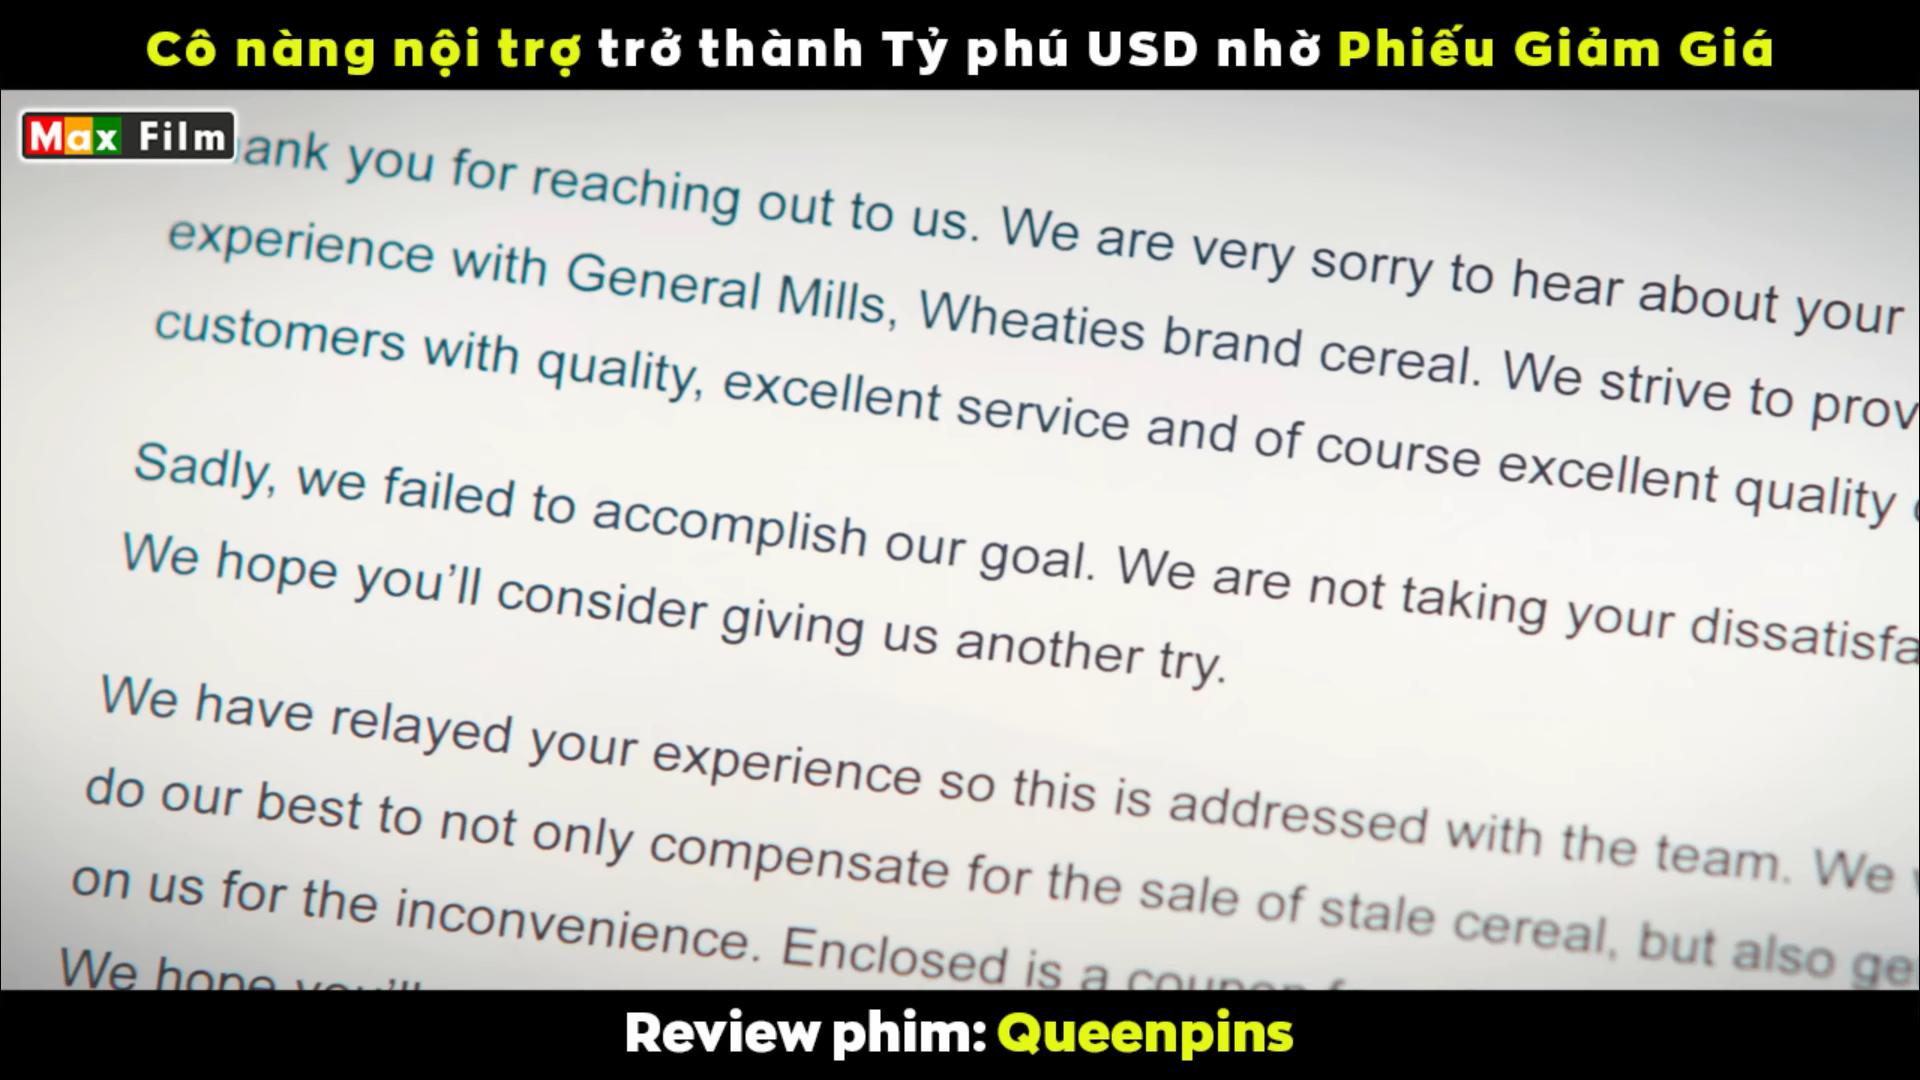 Cô nàng nội trợ trở thành Tỷ phú USD nhờ Phiếu Giảm Giá
Max Film
ank you for reaching out to us. We are very sorry to hear about your
experience with General Mills, Wheaties brand cereal. We strive to prov
customers with quality, excellent service and of course excellent quality
Sadly, we failed to accomplish our goal. We are not taking your dissatisfa
We hope you’ll consider giving us another try.
We have relayed your experience so this is addressed with the team. We
do our best to not only compensate for the sale of stale cereal, but also ge
on us for the inconvenience. Enclosed is a coupon
We hope you’ll
Review phim: Queenpins